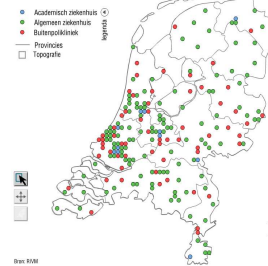 Academisch ziekenhuis
Algemeen ziekenhuis
Buitenpolikliniek
legenda
Provincies
Topografie
Bron: RIVM